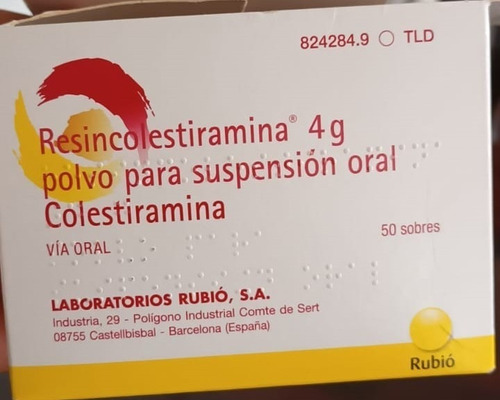 824284.9 O TLD
Resincolestiramina® 4 g
polvo para suspensión oral
Colestiramina
VÍA ORAL
50 sobres
LABORATORIOS RUBIÓ, S.A.
Industria, 29 - Polígono Industrial Comte de Sert
08755 Castellbisbal - Barcelona (España)
Rubió